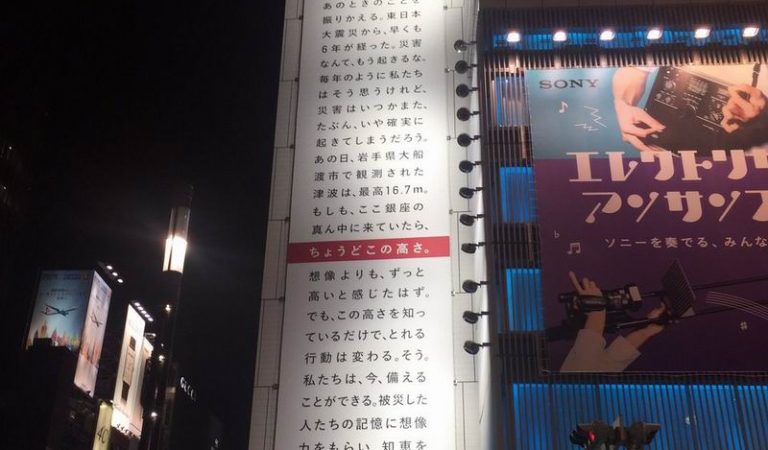 あのときのことを
振りかえる。東日本
大震災から、早くも
6年が経った。災害
なんて、もう起きるな。
毎年のように私たち
はそう思うけれど、
災害はいつかまた、
たぶん、いや確実に
起きてしまうだろう。
あの日、岩手県大船
渡市で観測された
津波は、最高16.7m。
もしも、ここ銀座の
真ん中に来ていたら、
ちょうどこの高さ。
想像よりも、ずっと
高いと感じたはず。
でも、この高さを知っ
ているだけで、とれる
行動は変わる。そう。
私たちは、今、備える
ことができる。被災した
人たちの記憶に想像
力をもらい、知恵を
SONY
エレクトリ
アンサン
ソニーを奏でる、みんな